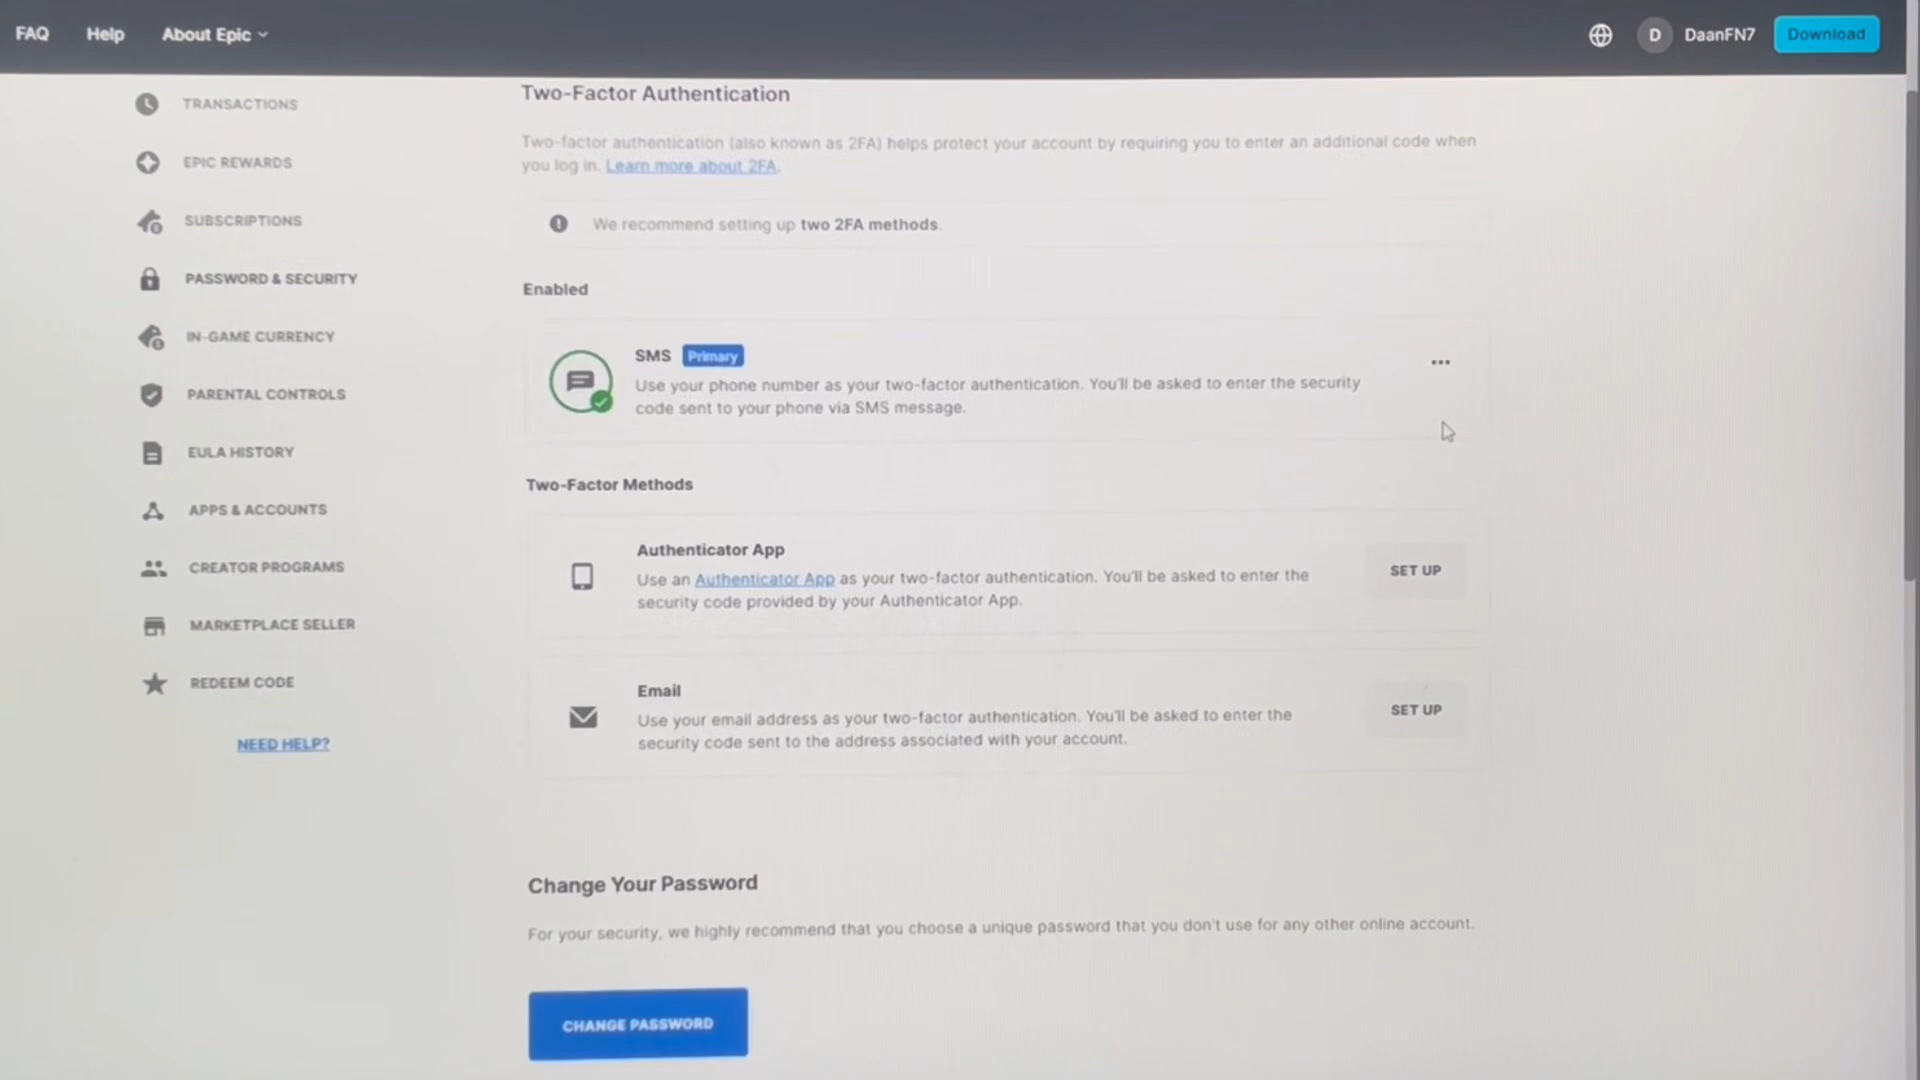 FAQ Help About Epic D DaanFN7 Download
TRANSACTIONS
EPIC REWARDS
SUBSCRIPTIONS
PASSWORD & SECURITY
IN-GAME CURRENCY
PARENTAL CONTROLS
EULA HISTORY
APPS & ACCOUNTS
CREATOR PROGRAMS
MARKETPLACE SELLER
REDEEM CODE
NEED HELP?
Two-Factor Authentication
Two-factor authentication (also known as 2FA) helps protect your account by requiring you to enter an additional code when
you log in. Learn more about 2FA.
We recommend setting up two 2FA methods.
Enabled
SMS Primary
Use your phone number as your two-factor authentication. You'll be asked to enter the security
code sent to your phone via SMS message.
Two-Factor Methods
Authenticator App
Use an Authenticator App as your two-factor authentication. You'll be asked to enter the
security code provided by your Authenticator App.
SET UP
Email
Use your email address as your two-factor authentication. You'll be asked to enter the
security code sent to the address associated with your account.
SET UP
Change Your Password
For your security, we highly recommend that you choose a unique password that you don't use for any other online account.
CHANGE PASSWORD